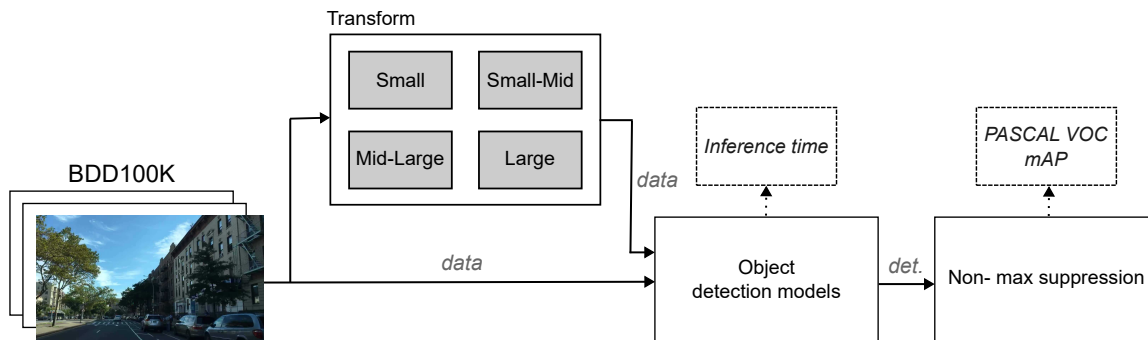 Transform
Small
Small-Mid
Mid-Large
Large
BDD100K
data
data
Inference time
PASCAL VOC
mAP
Object
detection models
det.
Non- max suppression